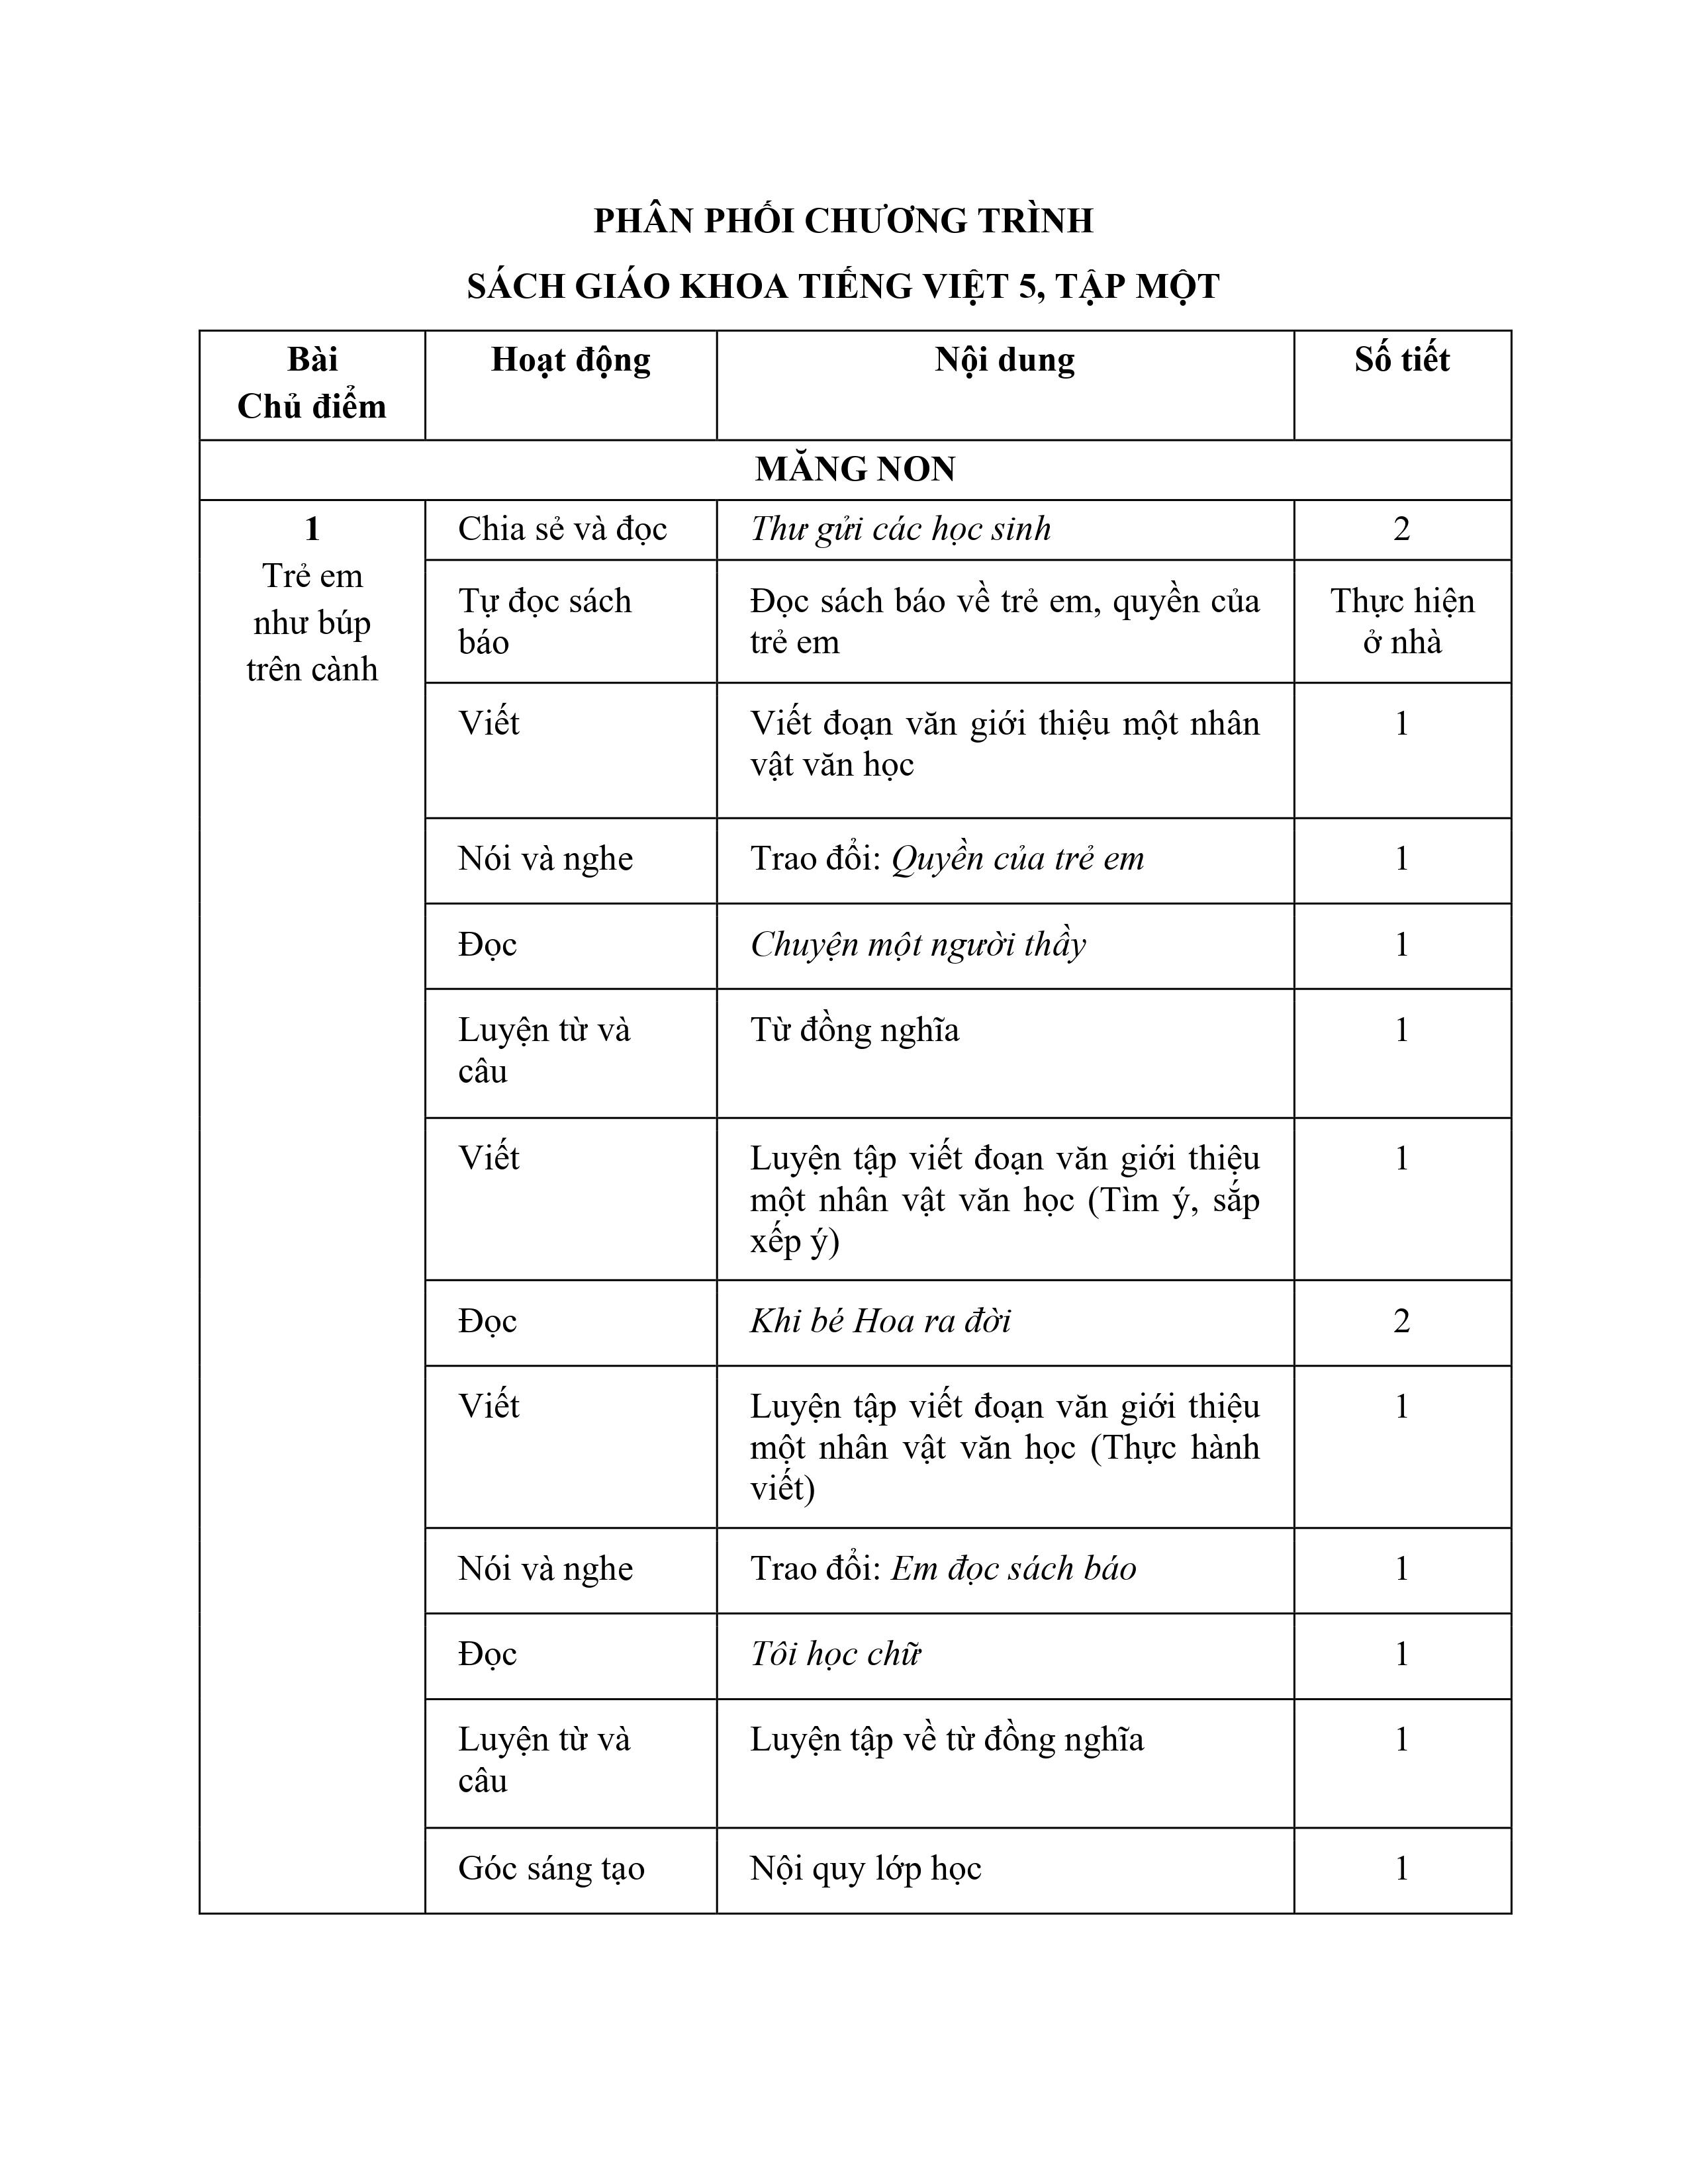 PHÂN PHỐI CHƯƠNG TRÌNH
SÁCH GIÁO KHOA TIẾNG VIỆT 5, TẬP MỘT
Bài
Chủ điểm
Hoạt động
Nội dung
Số tiết
MĂNG NON
1
Trẻ em
như búp
trên cành
Chia sẻ và đọc
Thư gửi các học sinh
2
Tự đọc sách
báo
Đọc sách báo về trẻ em, quyền của
trẻ em
Thực hiện
ở nhà
Viết
Viết đoạn văn giới thiệu một nhân
vật văn học
1
Nói và nghe
Trao đổi: Quyền của trẻ em
1
Đọc
Chuyện một người thầy
1
Luyện từ và
câu
Từ đồng nghĩa
1
Viết
Luyện tập viết đoạn văn giới thiệu
một nhân vật văn học (Tìm ý, sắp
xếp ý)
1
Đọc
Khi bé Hoa ra đời
2
Viết
Luyện tập viết đoạn văn giới thiệu
một nhân vật văn học (Thực hành
viết)
1
Nói và nghe
Trao đổi: Em đọc sách báo
1
Đọc
Tôi học chữ
1
Luyện từ và
câu
Luyện tập về từ đồng nghĩa
1
Góc sáng tạo
Nội quy lớp học
1